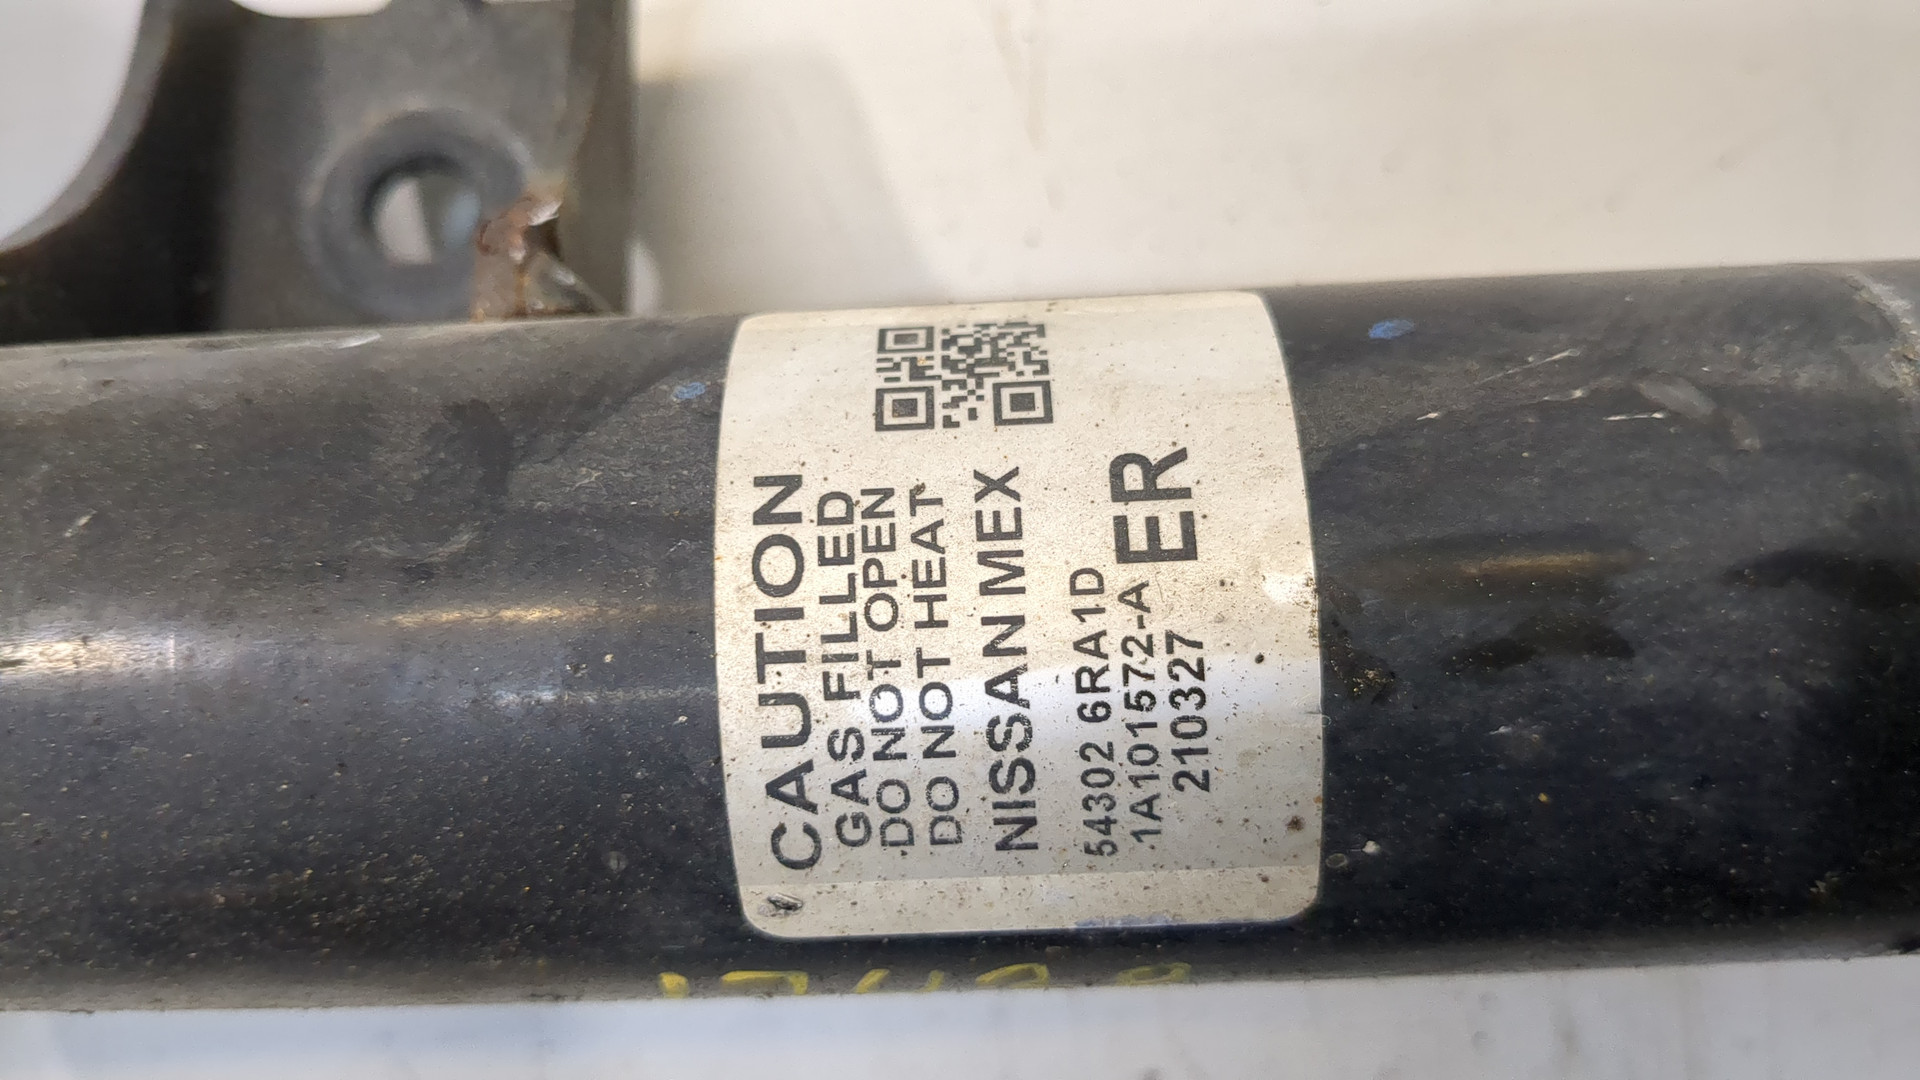 CAUTION
GAS FILLED
DO NOT OPEN
DO NOT HEAT
NISSAN MEX
54302 6RA1D
1A101572-A
210327
ER